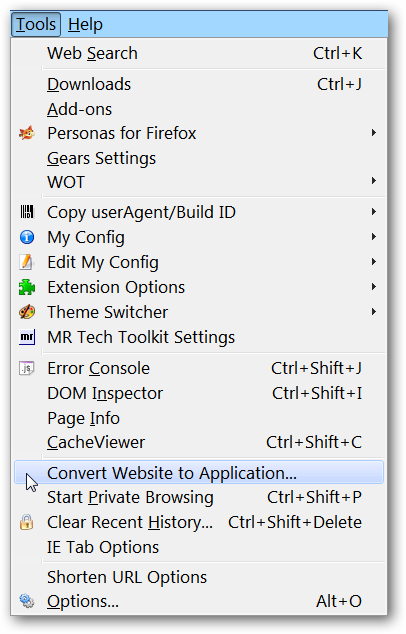 Tools Help
Web Search Ctrl+K
Downloads Ctrl+J
Add-ons
Personas for Firefox
Gears Settings
WOT
Copy userAgent/Build ID
My Config
Edit My Config
Extension Options
Theme Switcher
mr MR Tech Toolkit Settings
Error Console Ctrl+Shift+J
DOM Inspector Ctrl+Shift+I
Page Info
CacheViewer Ctrl+Shift+C
Convert Website to Application...
Start Private Browsing Ctrl+Shift+P
Clear Recent History... Ctrl+Shift+Delete
IE Tab Options
Shorten URL Options
Options... Alt+O